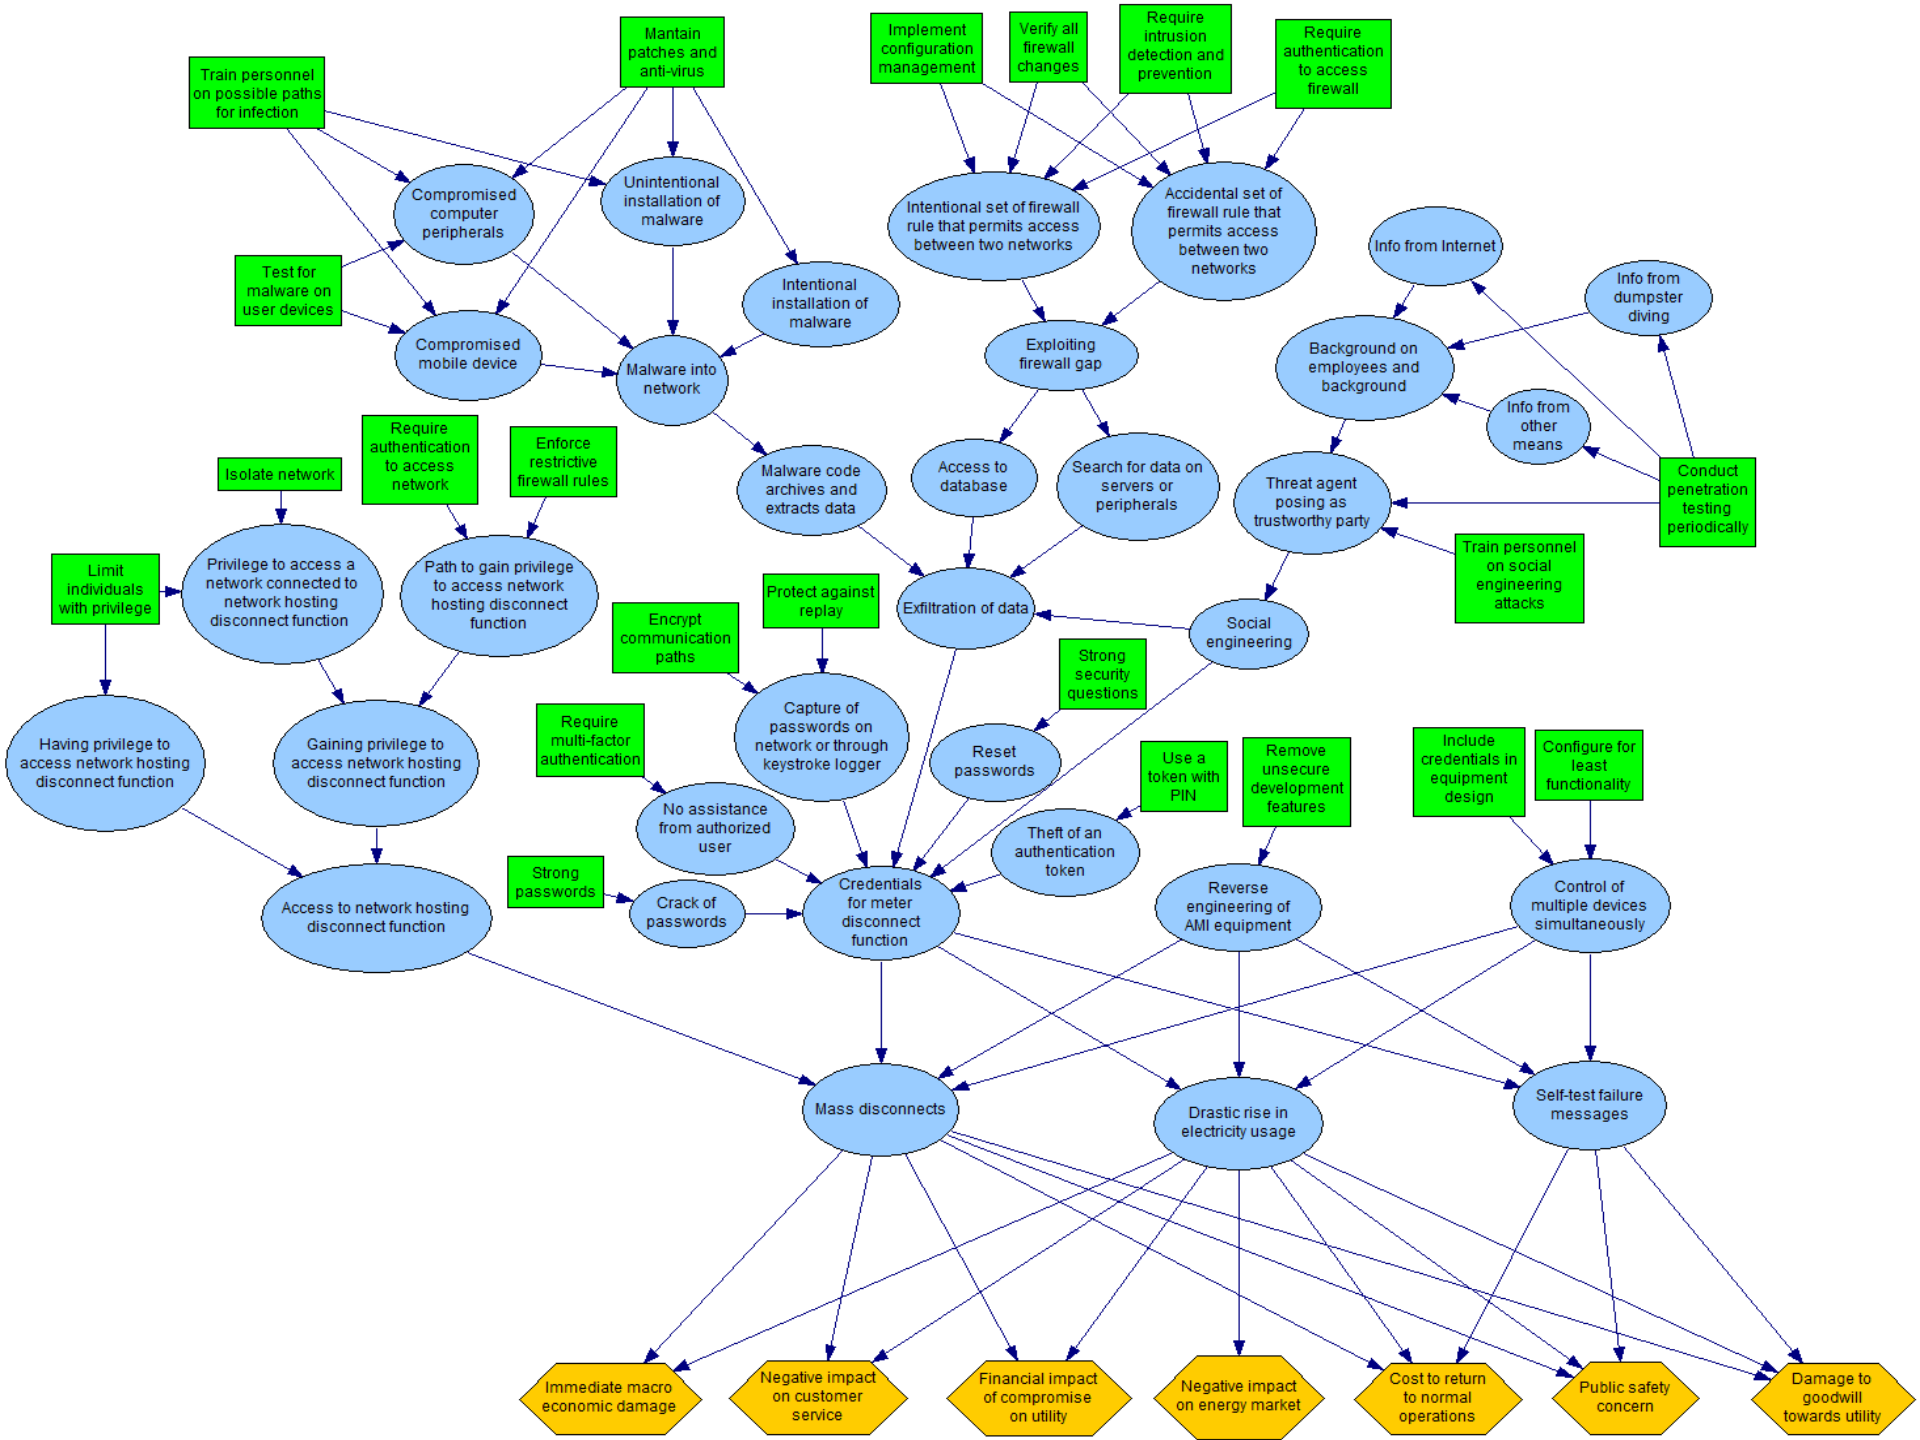 Mantain
patches and
anti-virus
Implement
configuration
management
Verify all
firewall
changes
Require
intrusion
detection and
prevention
Require
authentication
to access
firewall
Train personnel
on possible paths
for infection
Compromised
computer
peripherals
Unintentional
installation of
malware
Intentional set of firewall
rule that permits access
between two networks
Accidental set of
firewall rule that
permits access
between two
networks
Info from Internet
Info from
dumpster
diving
Test for
malware on
user devices
Intentional
installation of
malware
Compromised
mobile device
Malware into
network
Exploiting
firewall gap
Background on
employees and
background
Info from
other
means
Require
authentication
to access
network
Enforce
restrictive
firewall rules
Isolate network
Malware code
archives and
extracts data
Access to
database
Search for data on
servers or
peripherals
Threat agent
posing as
trustworthy party
Conduct
penetration
testing
periodically
Train personnel
on social
engineering
attacks
Limit
individuals
with privilege
Privilege to access a
network connected to
network hosting
disconnect function
Path to gain privilege
to access network
hosting disconnect
function
Protect against
replay
Encrypt
communication
paths
Exfiltration of data
Social
engineering
Strong
security
questions
Having privilege to
access network hosting
disconnect function
Gaining privilege to
access network hosting
disconnect function
Require
multi-factor
authentication
Capture of
passwords on
network or through
keystroke logger
Reset
passwords
Use a
token with
PIN
Remove
unsecure
development
features
Include
credentials in
equipment
design
Configure for
least
functionality
No assistance
from authorized
user
Theft of an
authentication
token
Strong
passwords
Crack of
passwords
Credentials
for meter
disconnect
function
Reverse
engineering of
AMI equipment
Control of
multiple devices
simultaneously
Access to network hosting
disconnect function
Mass disconnects
Drastic rise in
electricity usage
Self-test failure
messages
Immediate macro
economic damage
Negative impact
on customer
service
Financial impact
of compromise
on utility
Negative impact
on energy market
Cost to return
to normal
operations
Public safety
concern
Damage to
goodwill
towards utility